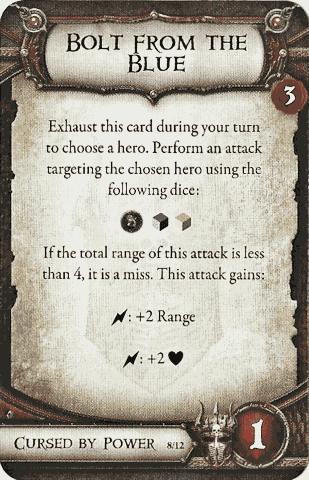 BOLT FROM THE
BLUE
3
Exhaust this card during your turn
to choose a hero. Perform an attack
targeting the chosen hero using the
following dice:
If the total range of this attack is less
than 4, it is a miss. This attack gains:
: +2 Range
: +2 ♥
CURSED BY POWER 8/12
1